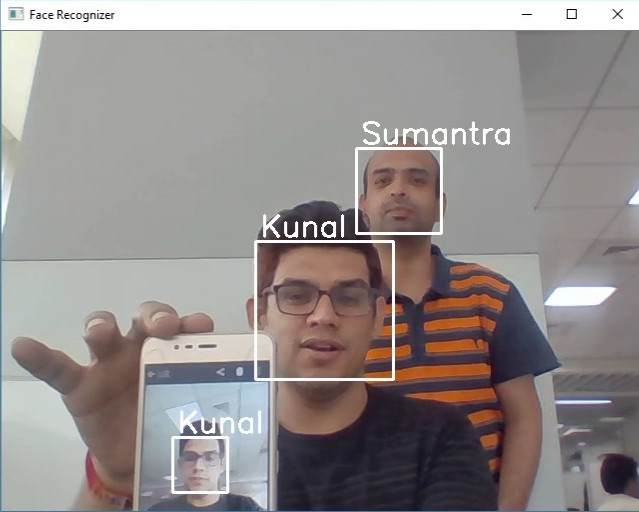 Face Recognizer
Sumantra
Kunal
Kunal